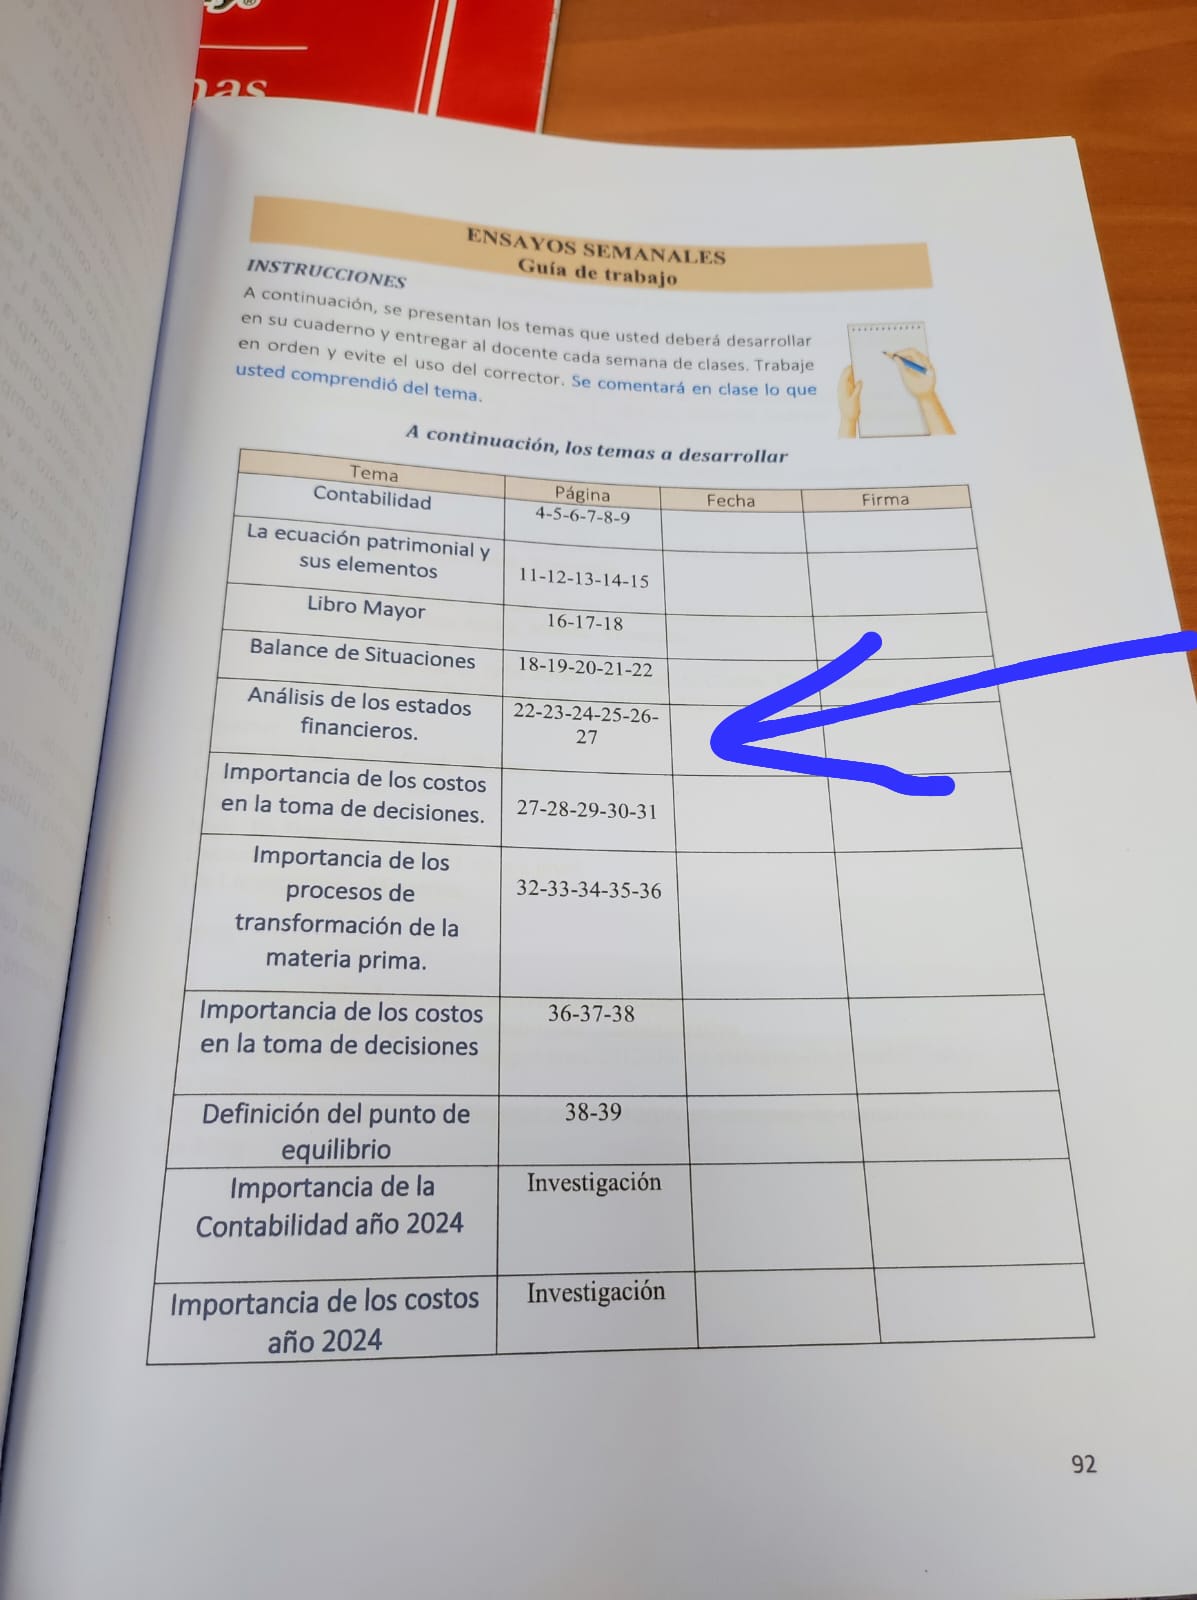 ENSAYOS SEMANALES
Guía de trabajo
INSTRUCCIONES
A continuación, se presentan los temas que usted deberá desarrollar
en su cuaderno y entregar al docente cada semana de clases. Trabaje
en orden y evite el uso del corrector. Se comentará en clase lo que
usted comprendió del tema.
A continuación, los temas a desarrollar
Tema Página Fecha Firma
Contabilidad 4-5-6-7-8-9
La ecuación patrimonial y
sus elementos 11-12-13-14-15
Libro Mayor 16-17-18
Balance de Situaciones 18-19-20-21-22
Análisis de los estados 22-23-24-25-26-
financieros. 27
Importancia de los costos
en la toma de decisiones. 27-28-29-30-31
Importancia de los
procesos de 32-33-34-35-36
transformación de la
materia prima.
Importancia de los costos 36-37-38
en la toma de decisiones
Definición del punto de 38-39
equilibrio
Importancia de la Investigación
Contabilidad año 2024
Importancia de los costos Investigación
año 2024
92